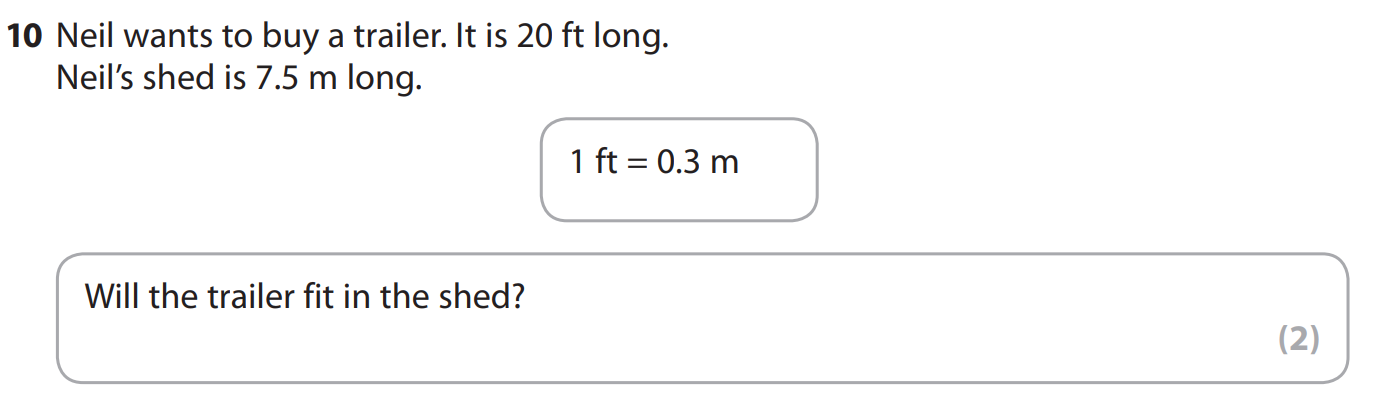 10 Neil wants to buy a trailer. It is 20 ft long.
Neil’s shed is 7.5 m long.
1 ft = 0.3 m
Will the trailer fit in the shed?
(2)